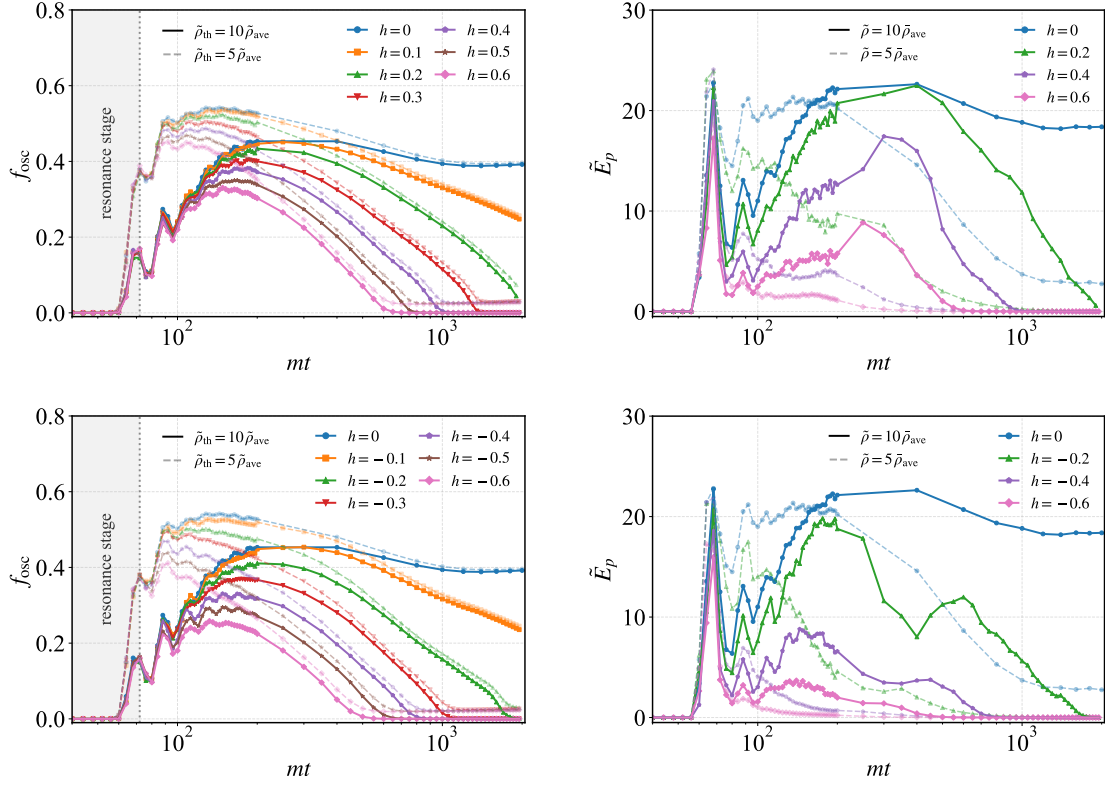 0.8
0.6
0.4
0.2
0.0
f_osc
resonance stage
ρ̃_th = 10ρ̃_ave
ρ̃_th = 5ρ̃_ave
h = 0
h = 0.1
h = 0.2
h = 0.3
h = 0.4
h = 0.5
h = 0.6
10²
10³
mt
30
20
10
0
Ẽ_p
ρ̃ = 10ρ̄_ave
ρ̃ = 5ρ̄_ave
h = 0
h = 0.2
h = 0.4
h = 0.6
10²
10³
mt
0.8
0.6
0.4
0.2
0.0
f_osc
resonance stage
ρ̃_th = 10ρ̃_ave
ρ̃_th = 5ρ̃_ave
h = 0
h = −0.1
h = −0.2
h = −0.3
h = −0.4
h = −0.5
h = −0.6
10²
10³
mt
30
20
10
0
Ẽ_p
ρ̃ = 10ρ̄_ave
ρ̃ = 5ρ̄_ave
h = 0
h = −0.2
h = −0.4
h = −0.6
10²
10³
mt